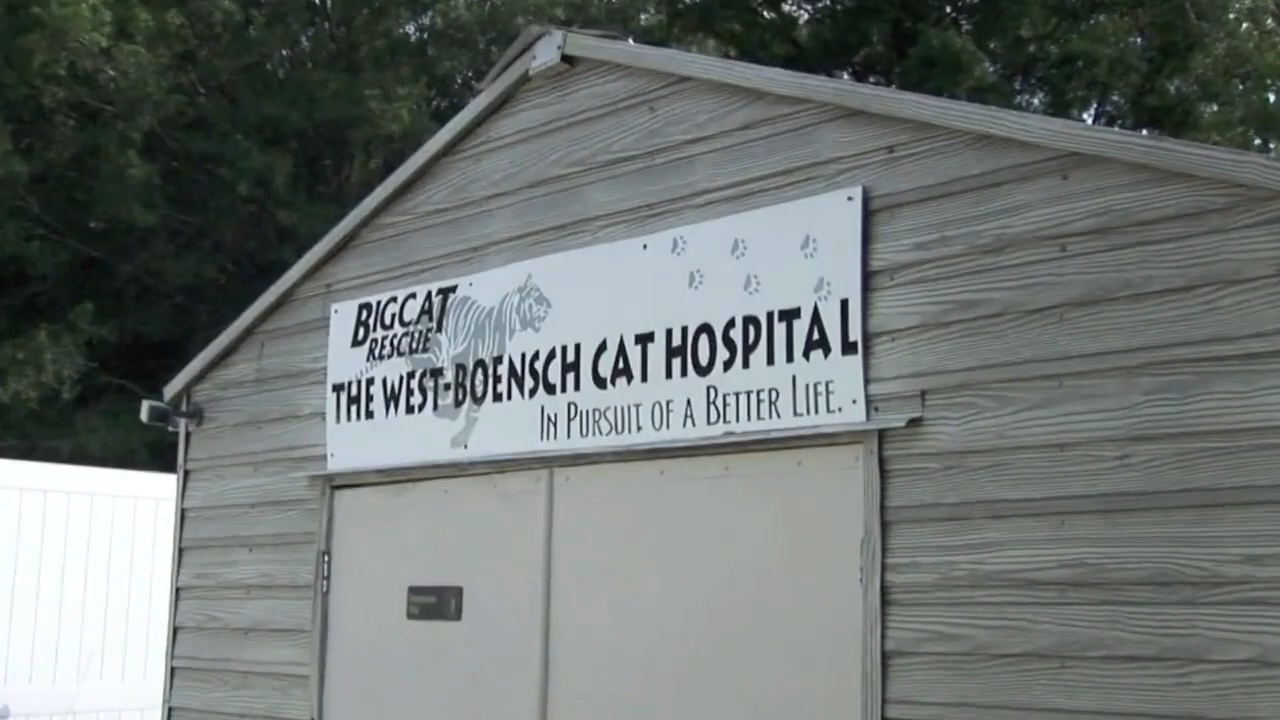 BIGCAT
RESCUE
THE WEST-BOENSCH CAT HOSPITAL
IN PURSUIT OF A BETTER LIFE.